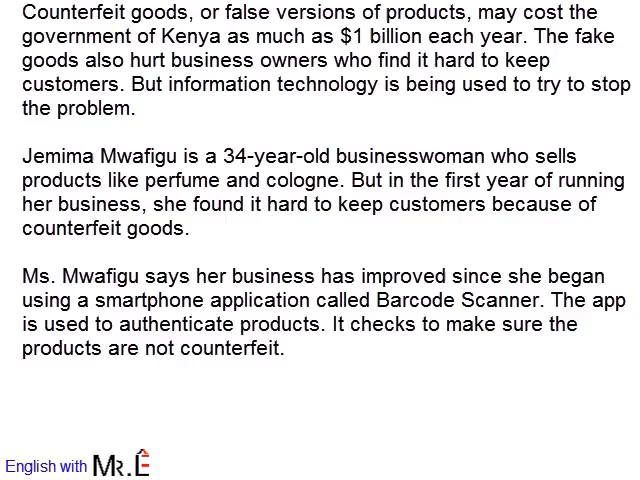 Counterfeit goods, or false versions of products, may cost the
government of Kenya as much as $1 billion each year. The fake
goods also hurt business owners who find it hard to keep
customers. But information technology is being used to try to stop
the problem.
Jemima Mwafigu is a 34-year-old businesswoman who sells
products like perfume and cologne. But in the first year of running
her business, she found it hard to keep customers because of
counterfeit goods.
Ms. Mwafigu says her business has improved since she began
using a smartphone application called Barcode Scanner. The app
is used to authenticate products. It checks to make sure the
products are not counterfeit.
English with MR.Ê